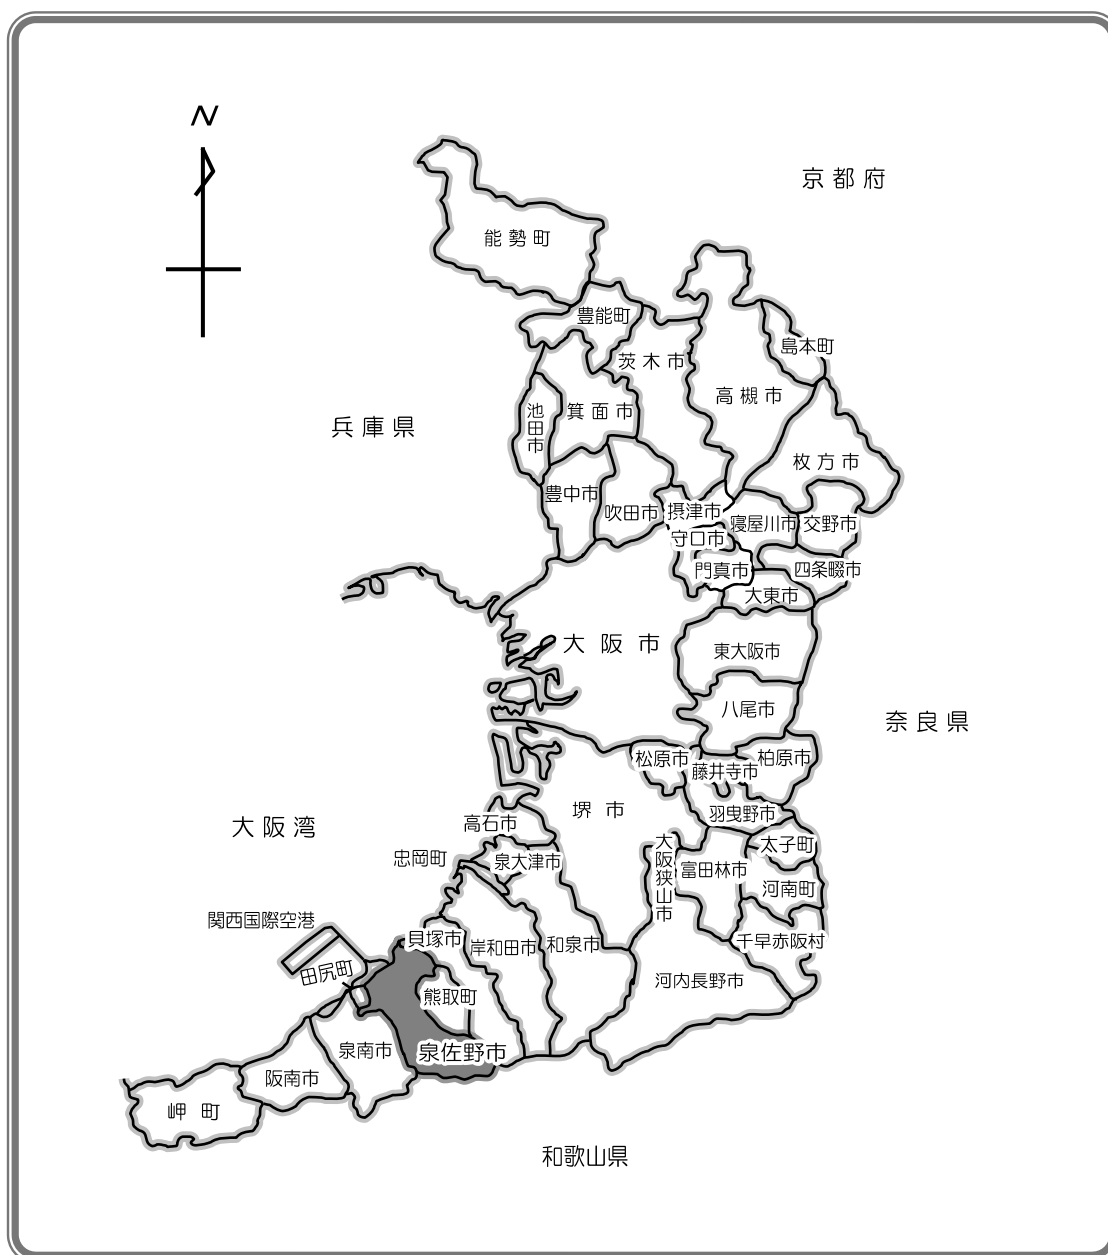 N
京都府
能勢町
豊能町
島本町
茨木市
高槻市
池田市
箕面市
兵庫県
枚方市
豊中市
吹田市
摂津市
寝屋川市
交野市
守口市
門真市
四条畷市
大東市
大阪市
東大阪市
八尾市
奈良県
松原市
柏原市
藤井寺市
堺市
羽曳野市
高石市
大阪湾
太子町
忠岡町
泉大津市
大阪狭山市
富田林市
河南町
関西国際空港
貝塚市
岸和田市
和泉市
千早赤阪村
田尻町
熊取町
河内長野市
泉南市
泉佐野市
阪南市
岬町
和歌山県